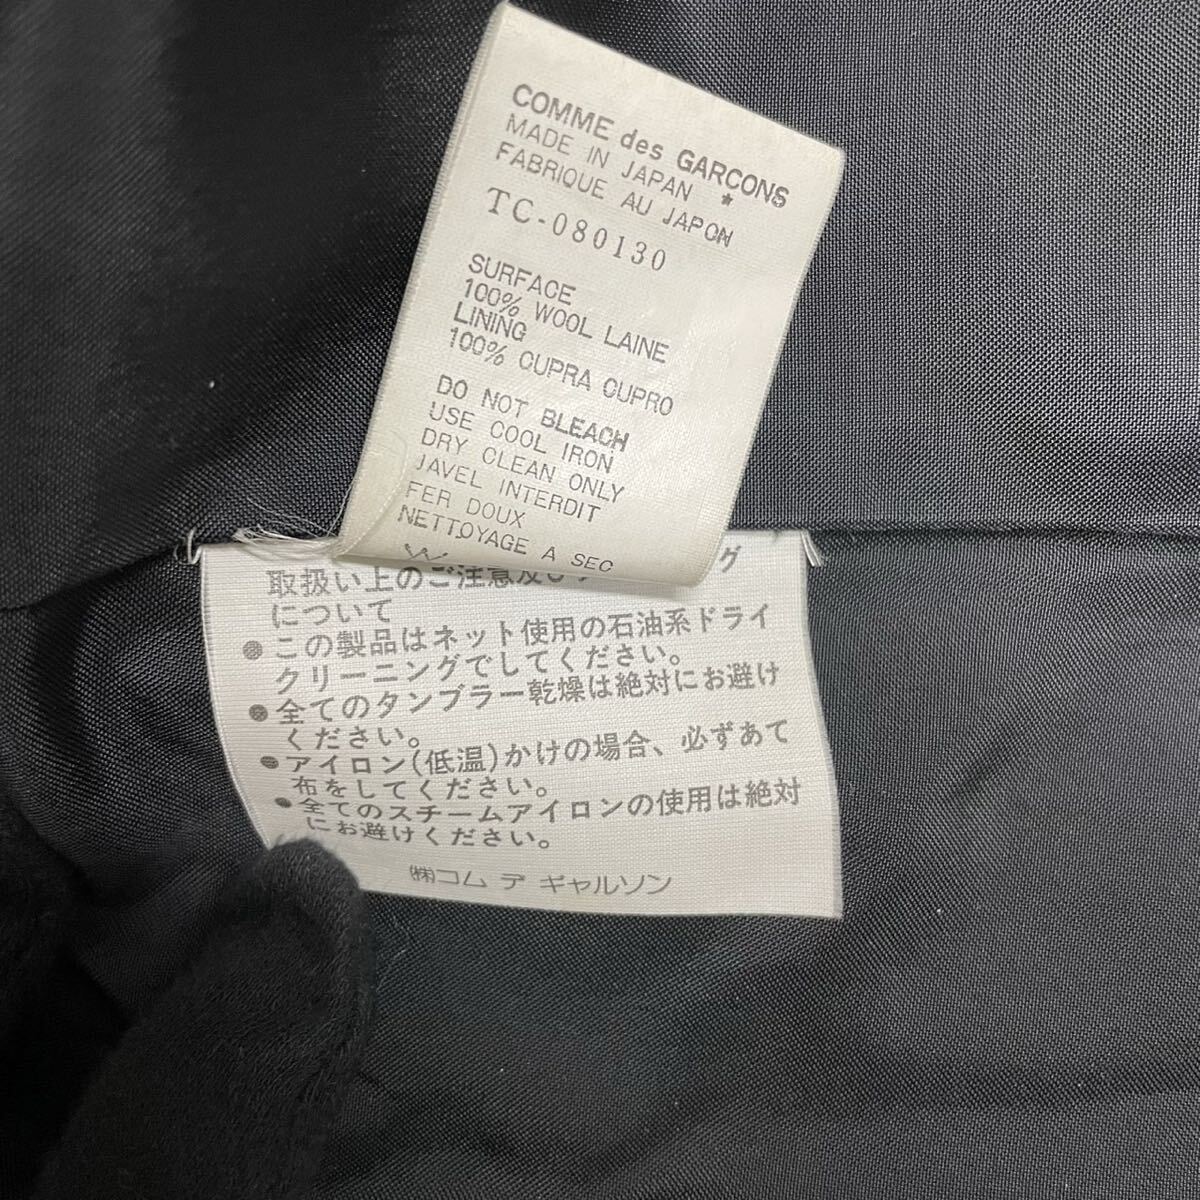 COMME des GARCONS
MADE IN JAPAN *
FABRIQUE AU JAPON
TC-080130
SURFACE
100% WOOL LAINE
LINING
100% CUPRA CUPRO
DO NOT BLEACH
USE COOL IRON
DRY CLEAN ONLY
JAVEL INTERDIT
FER DOUX
NETTOYAGE A SEC
取扱い上のご注意及び
について
●この製品はネット使用の石油系ドライ
クリーニングでしてください。
●全てのタンブラー乾燥は絶対にお避け
ください。
●アイロン(低温)かけの場合、必ずあて
布をしてください。
●全てのスチームアイロンの使用は絶対
にお避けください。
㈱コム デ ギャルソン